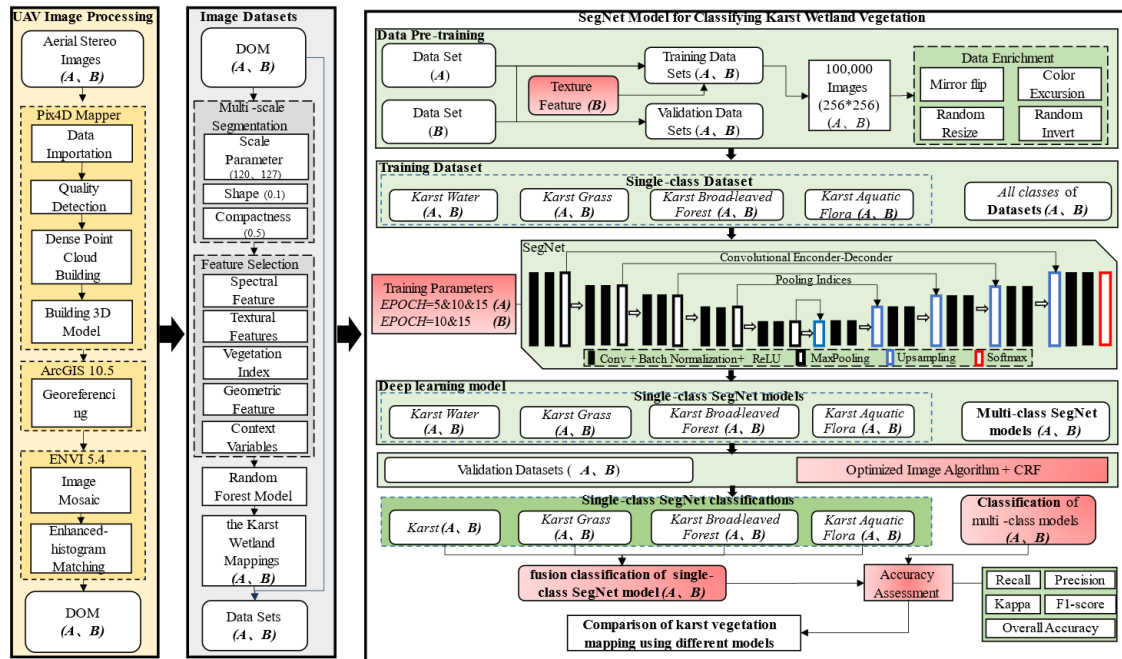 UAV Image Processing
Aerial Stereo
Images
(A、B)
Pix4D Mapper
Data
Importation
Quality
Detection
Dense Point
Cloud
Building
Building 3D
Model
ArcGIS 10.5
Georeferencing
ENVI 5.4
Image
Mosaic
Enhanced-
histogram
Matching
DOM
(A、B)
Image Datasets
DOM
(A、B)
Multi-scale
Segmentation
Scale
Parameter
(120、127)
Shape (0.1)
Compactness
(0.5)
Feature Selection
Spectral
Feature
Textural
Features
Vegetation
Index
Geometric
Feature
Context
Variables
Random
Forest Model
the Karst
Wetland
Mappings
(A、B)
Data Sets
(A、B)
SegNet Model for Classifying Karst Wetland Vegetation
Data Pre-training
Data Set
(A)
Data Set
(B)
Texture
Feature (B)
Training Data
Sets (A、B)
Validation Data
Sets (A、B)
100,000
Images
(256*256)
(A、B)
Data Enrichment
Mirror flip
Color
Excursion
Random
Resize
Random
Invert
Training Dataset
Single-class Dataset
Karst Water
(A、B)
Karst Grass
(A、B)
Karst Broad-leaved
Forest (A、B)
Karst Aquatic
Flora (A、B)
All classes of
Datasets (A、B)
SegNet
Convolutional Enconder-Deconder
Pooling Indices
Training Parameters
EPOCH=5&10&15 (A)
EPOCH=10&15 (B)
Conv + Batch Normalization+ ReLU
MaxPooling
Upsampling
Softmax
Deep learning model
Single-class SegNet models
Karst Water
(A、B)
Karst Grass
(A、B)
Karst Broad-leaved
Forest (A、B)
Karst Aquatic
Flora (A、B)
Multi-class SegNet
models (A、B)
Validation Datasets ( A、B)
Optimized Image Algorithm + CRF
Single-class SegNet classifications
Karst (A、B)
Karst Grass
(A、B)
Karst Broad-leaved
Forest (A、B)
Karst Aquatic
Flora (A、B)
Classification of
multi -class models
(A、B)
fusion classification of single-
class SegNet model (A、B)
Accuracy
Assessment
Recall
Precision
Kappa
F1-score
Overall Accuracy
Comparison of karst vegetation
mapping using different models